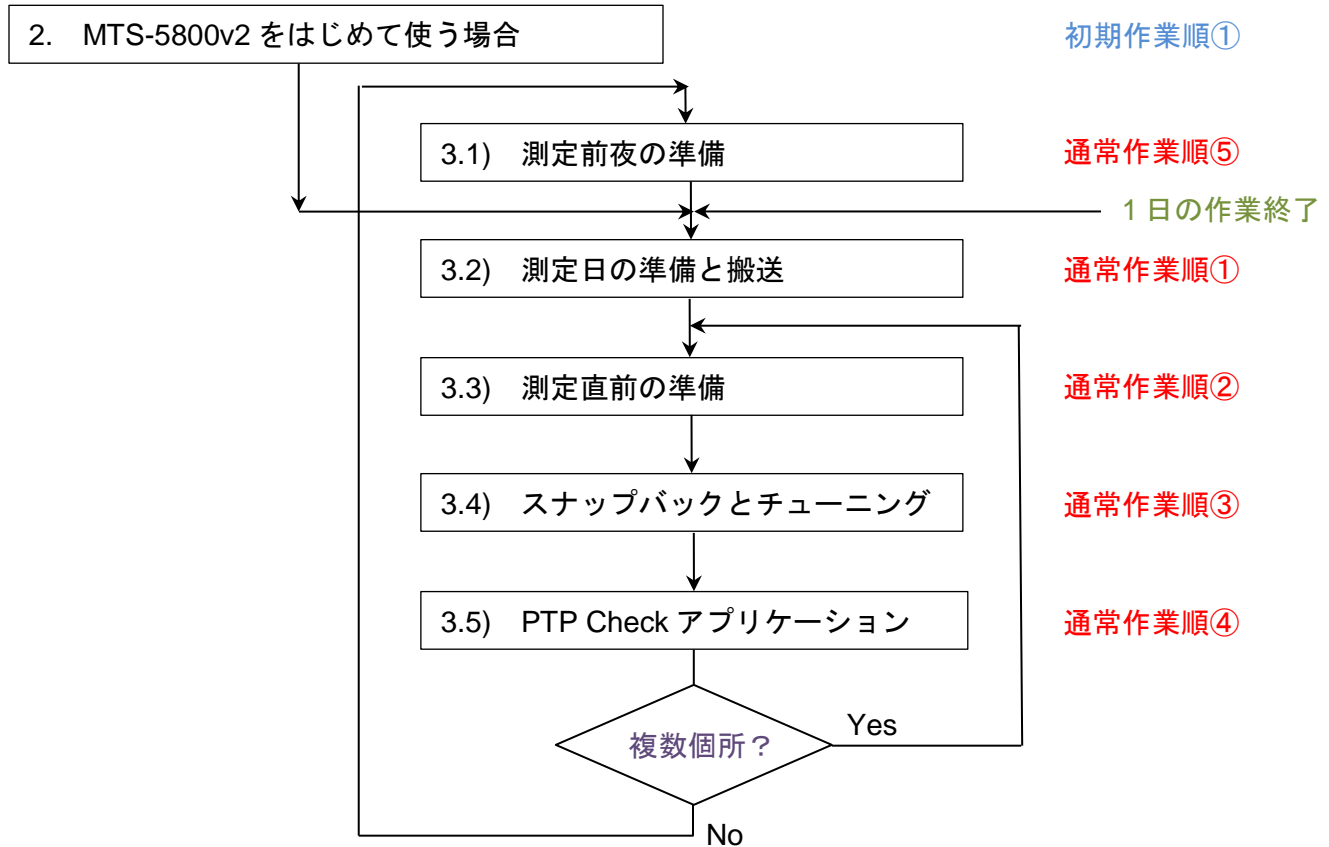 2. MTS-5800v2 をはじめて使う場合
初期作業順①
3.1) 測定前夜の準備
通常作業順⑤
1日の作業終了
3.2) 測定日の準備と搬送
通常作業順①
3.3) 測定直前の準備
通常作業順②
3.4) スナップバックとチューニング
通常作業順③
3.5) PTP Check アプリケーション
通常作業順④
複数個所？
Yes
No